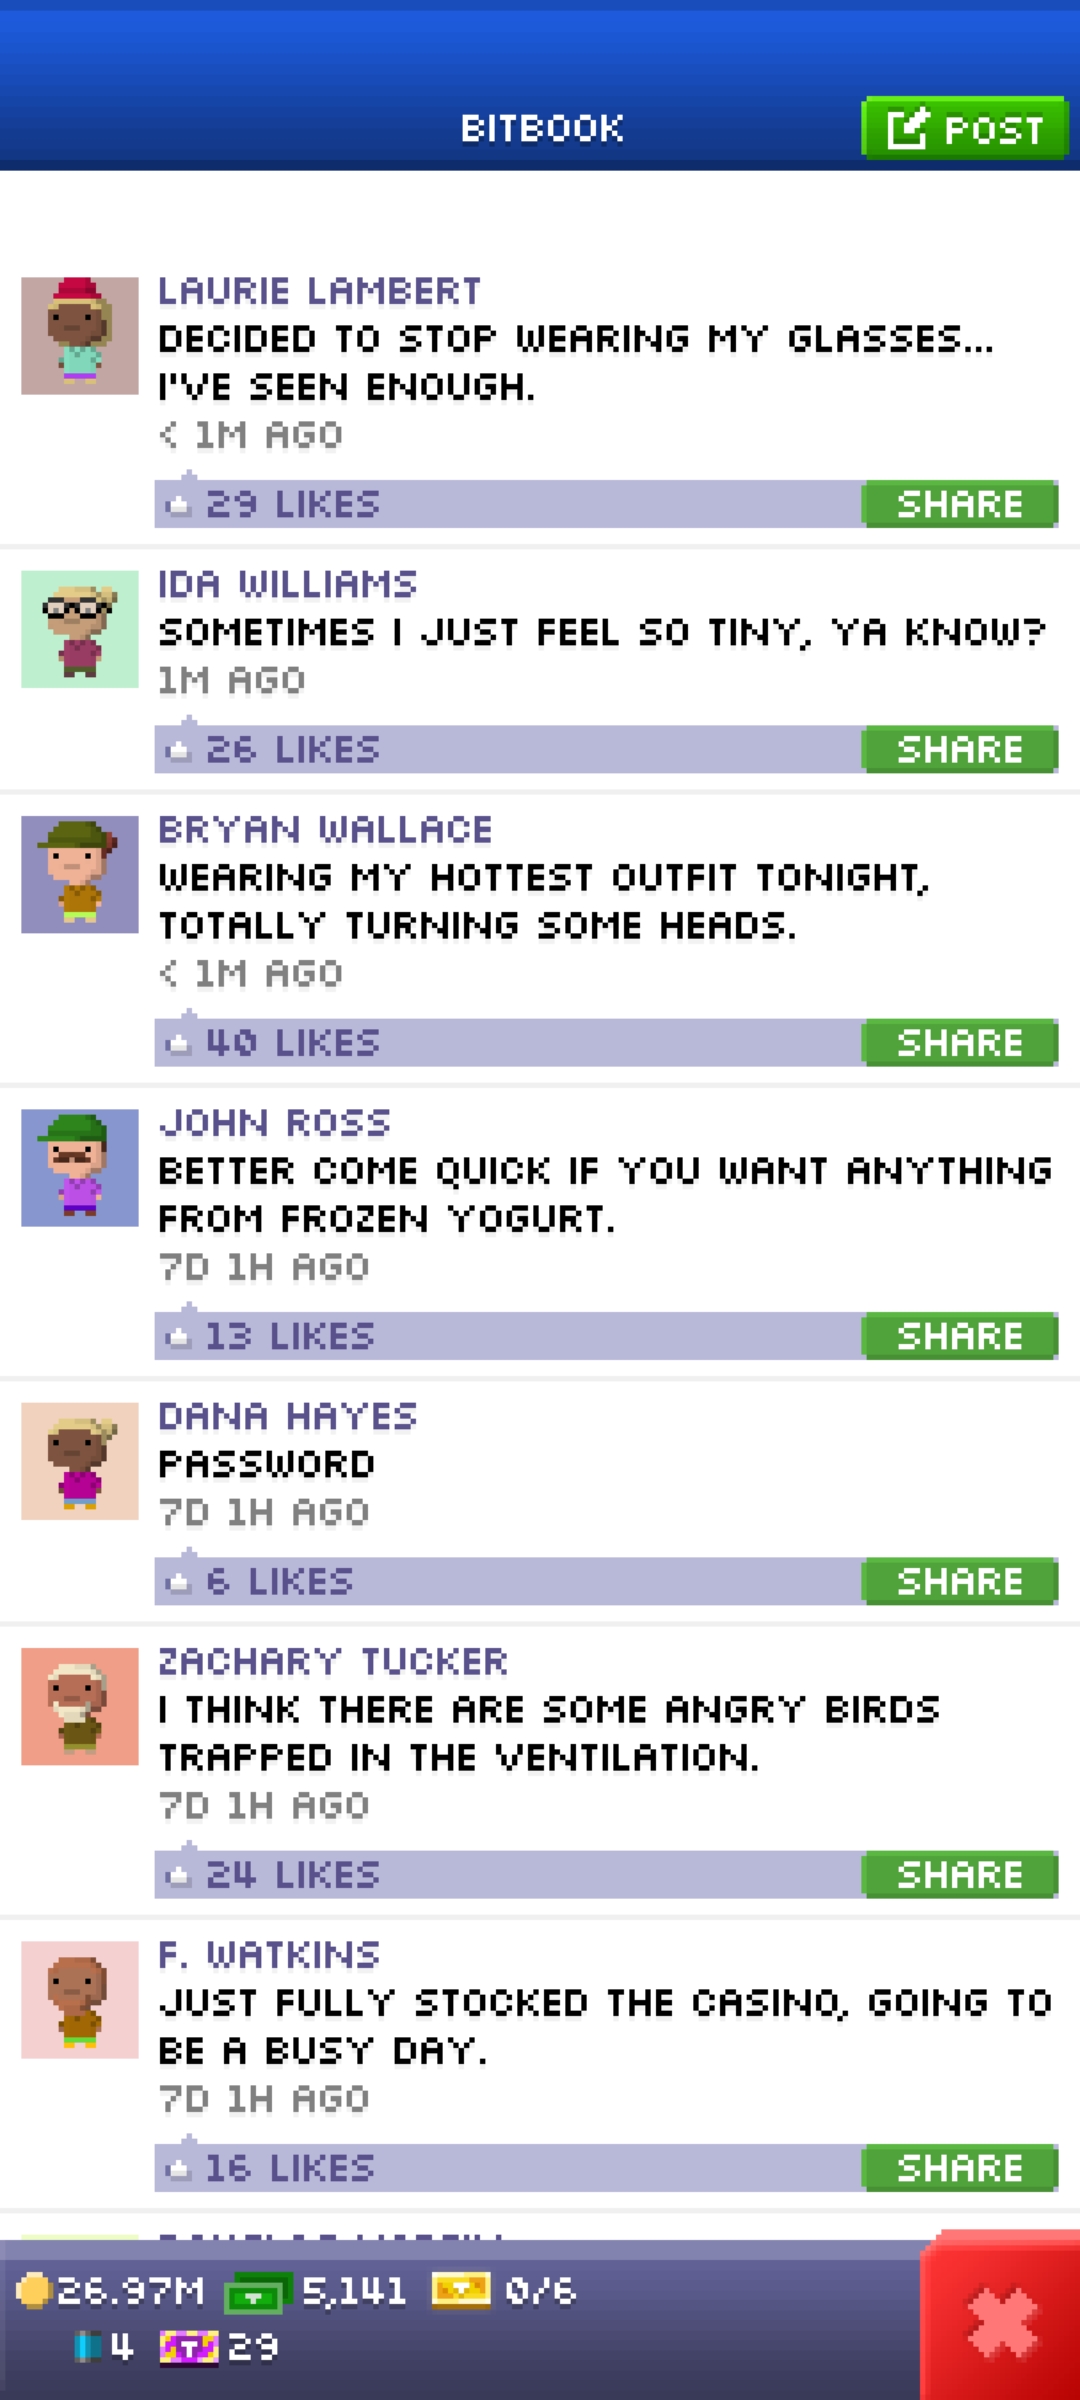 BITBOOK
POST
LAURIE LAMBERT
DECIDED TO STOP WEARING MY GLASSES...
I'VE SEEN ENOUGH.
< 1M AGO
29 LIKES
SHARE
IDA WILLIAMS
SOMETIMES I JUST FEEL SO TINY, YA KNOW?
1M AGO
26 LIKES
SHARE
BRYAN WALLACE
WEARING MY HOTTEST OUTFIT TONIGHT,
TOTALLY TURNING SOME HEADS.
< 1M AGO
40 LIKES
SHARE
JOHN ROSS
BETTER COME QUICK IF YOU WANT ANYTHING
FROM FROZEN YOGURT.
7D 1H AGO
13 LIKES
SHARE
DANA HAYES
PASSWORD
7D 1H AGO
6 LIKES
SHARE
ZACHARY TUCKER
I THINK THERE ARE SOME ANGRY BIRDS
TRAPPED IN THE VENTILATION.
7D 1H AGO
24 LIKES
SHARE
F. WATKINS
JUST FULLY STOCKED THE CASINO, GOING TO
BE A BUSY DAY.
7D 1H AGO
16 LIKES
SHARE
26.97M 5,141 0/6
4 T 29